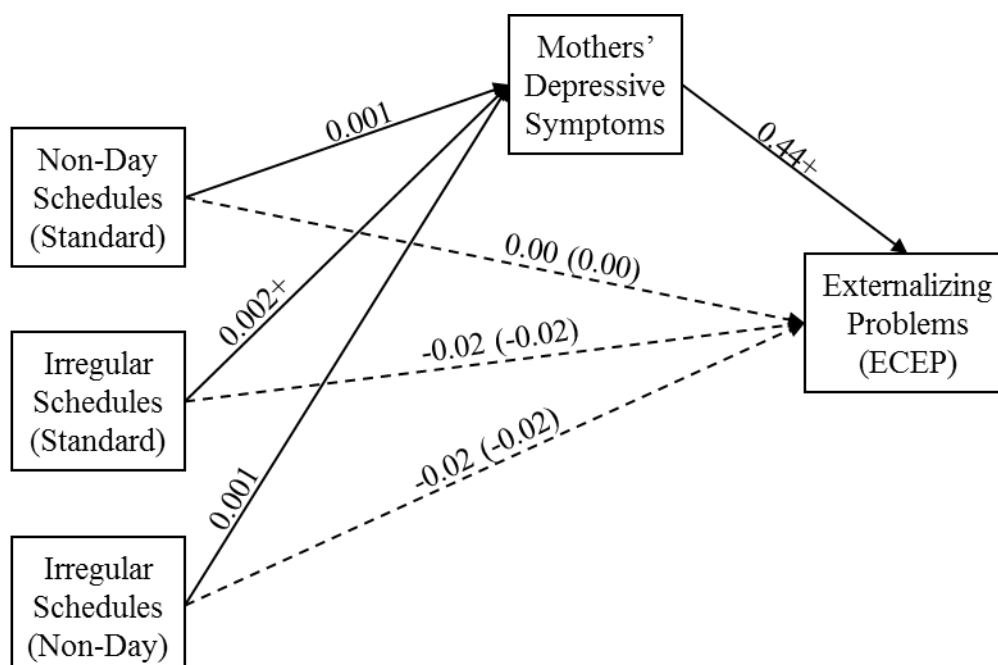 Mothers’
Depressive
Symptoms
0.001
0.44+
Non-Day
Schedules
(Standard)
0.00 (0.00)
Externalizing
Problems
(ECEP)
0.002+
-0.02 (-0.02)
Irregular
Schedules
(Standard)
-0.02 (-0.02)
0.001
Irregular
Schedules
(Non-Day)